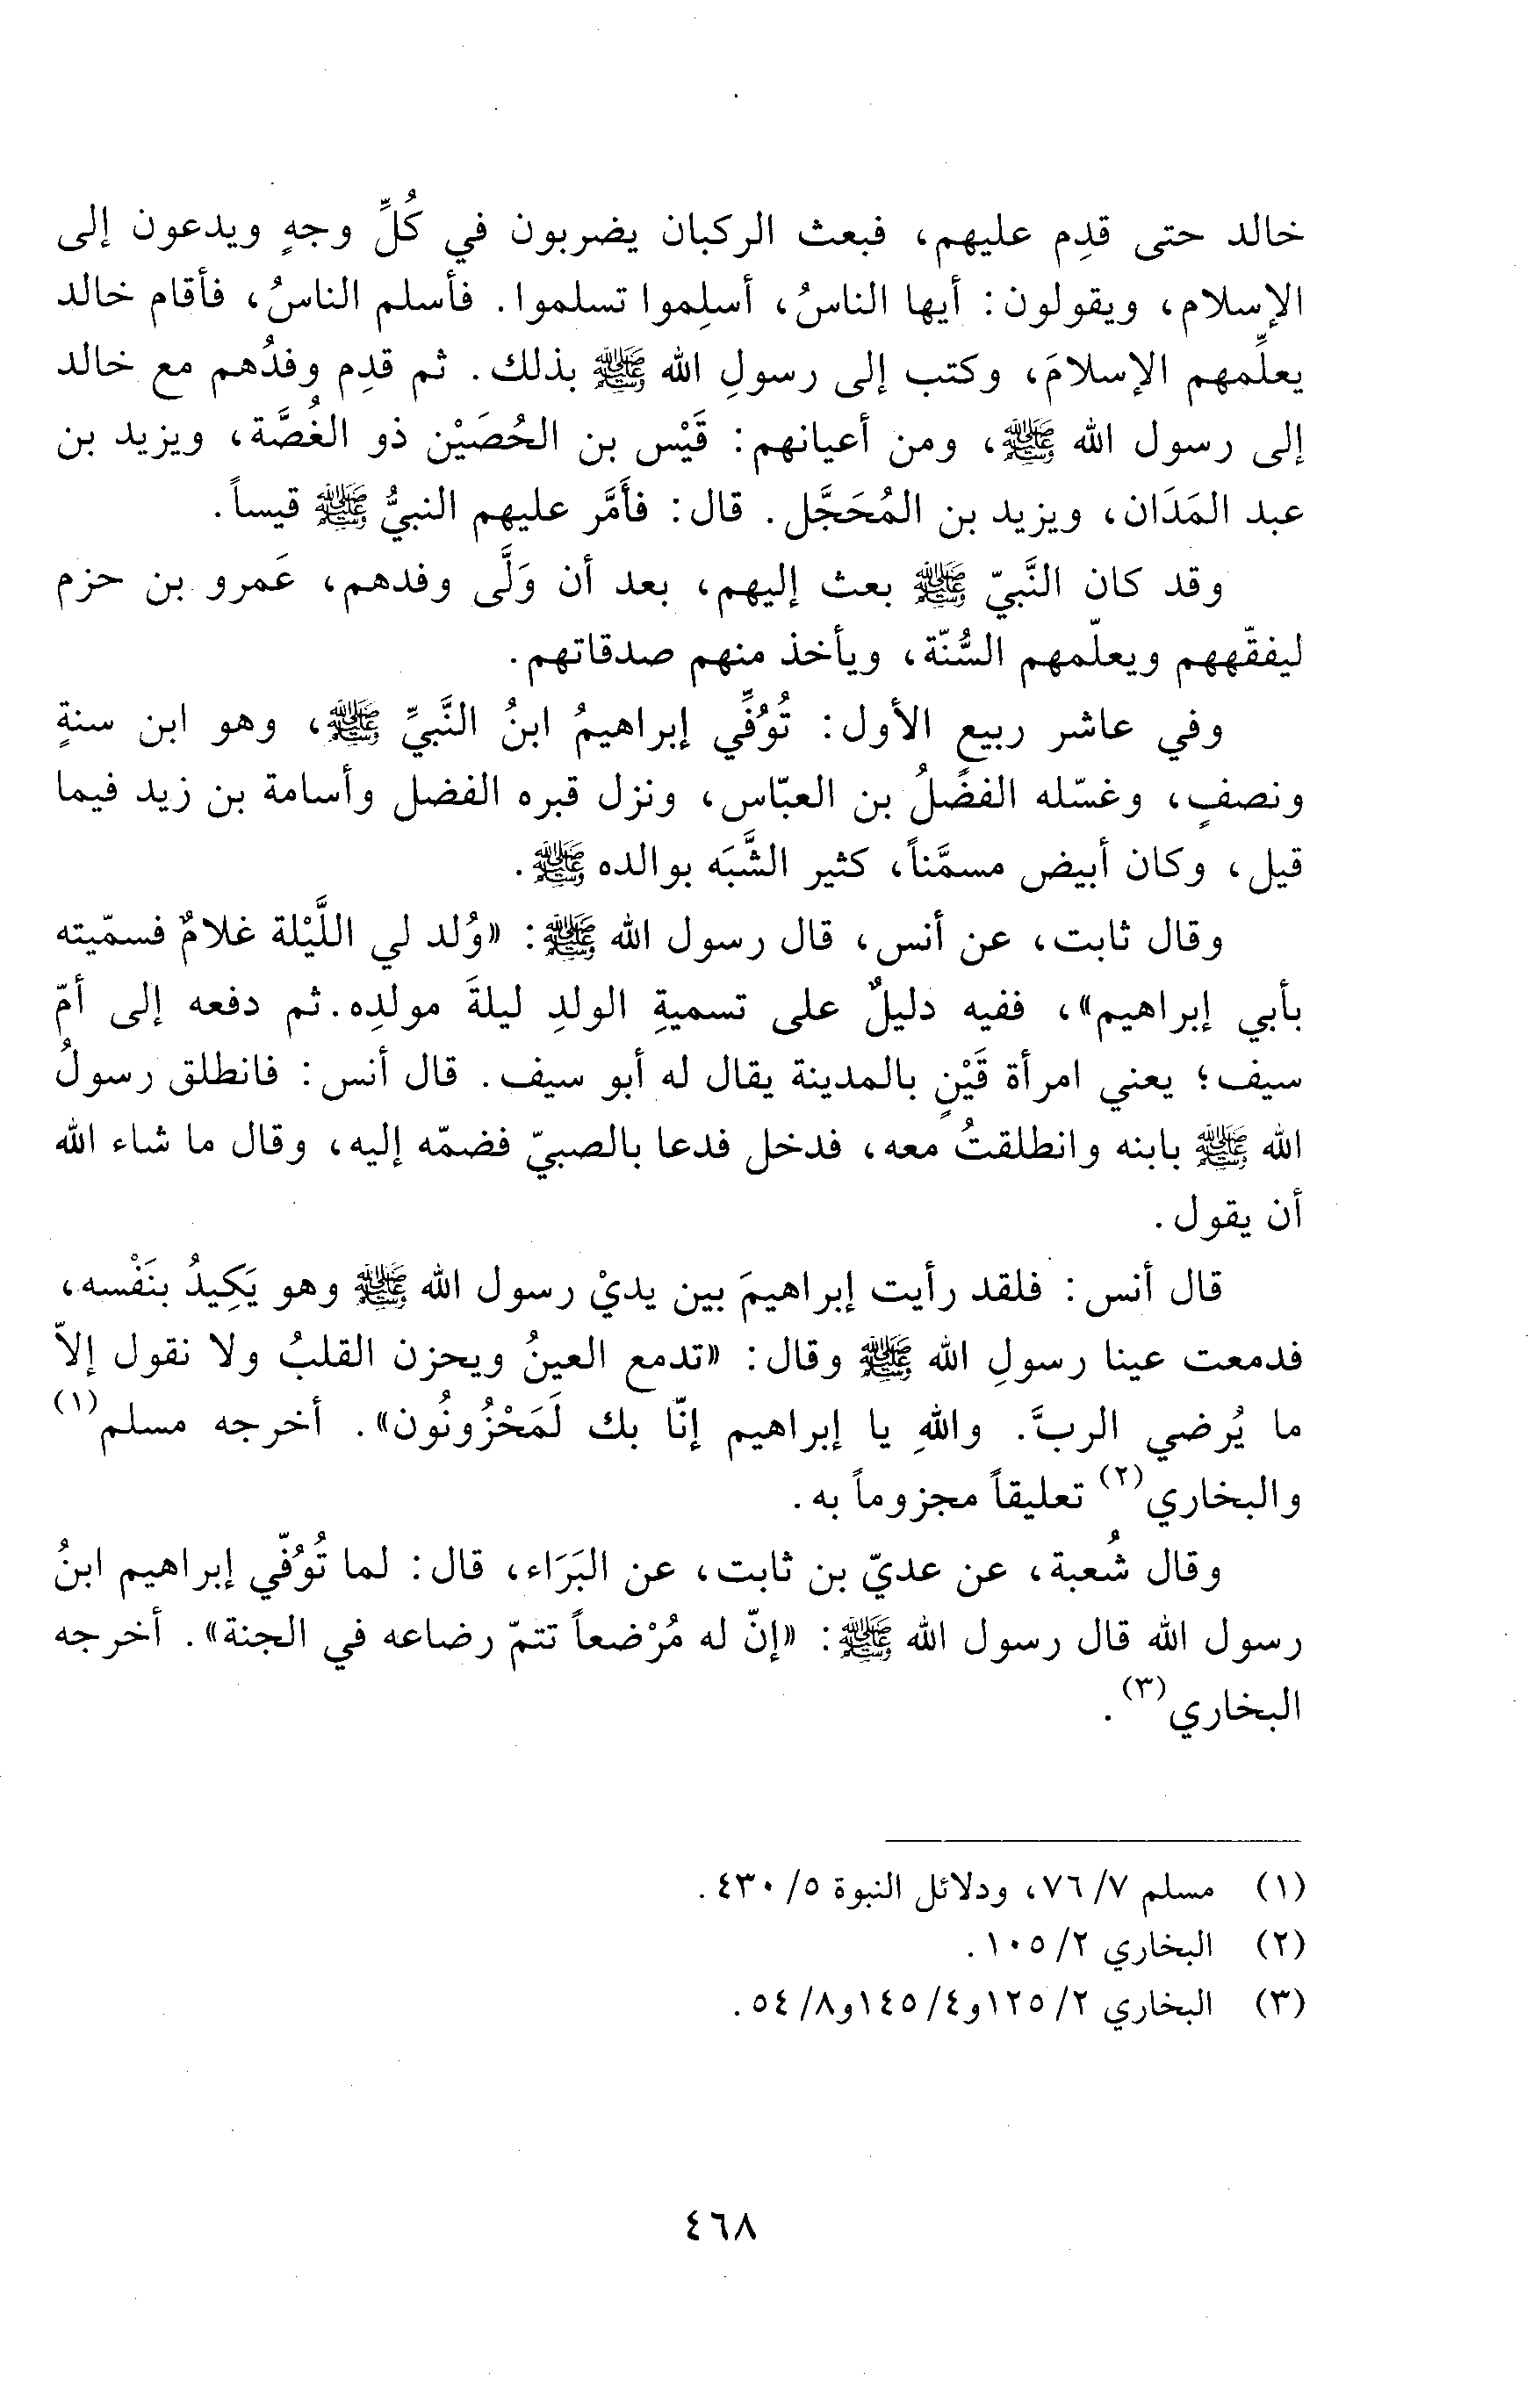 خالد حتى قدِم عليهم، فبعث الركبان يضربون في كُلِّ وجهٍ ويدعون إلى
الإسلام، ويقولون: أيها الناسُ، أسلِموا تسلموا. فأسلم الناسُ، فأقام خالد
يعلِّمهم الإسلامَ، وكتب إلى رسولِ الله ﷺ بذلك. ثم قدِم وفدُهم مع خالد
إلى رسول الله ﷺ، ومن أعيانهم: قَيْس بن الحُصَيْن ذو الغُصَّة، ويزيد بن
عبد المَدَان، ويزيد بن المُحَجَّل. قال: فأَمَّر عليهم النبيُّ ﷺ قيساً.
وقد كان النَّبيّ ﷺ بعث إليهم، بعد أن وَلَّى وفدهم، عَمرو بن حزم
ليفقّههم ويعلّمهم السُّنّة، ويأخذ منهم صدقاتهم.
وفي عاشر ربيع الأول: تُوُفِّي إبراهيمُ ابنُ النَّبيِّ ﷺ، وهو ابن سنةٍ
ونصفٍ، وغسّله الفضلُ بن العبّاس، ونزل قبره الفضل وأسامة بن زيد فيما
قيل، وكان أبيض مسمَّناً، كثير الشَّبَه بوالده ﷺ.
وقال ثابت، عن أنس، قال رسول الله ﷺ: «وُلد لي اللَّيْلة غلامٌ فسمّيته
بأبي إبراهيم»، ففيه دليلٌ على تسميةِ الولدِ ليلةَ مولدِه. ثم دفعه إلى أمّ
سيف؛ يعني امرأة قَيْنٍ بالمدينة يقال له أبو سيف. قال أنس: فانطلق رسولُ
الله ﷺ بابنه وانطلقتُ معه، فدخل فدعا بالصبيّ فضمّه إليه، وقال ما شاء الله
أن يقول.
قال أنس: فلقد رأيت إبراهيمَ بين يديْ رسول الله ﷺ وهو يَكِيدُ بنَفْسه،
فدمعت عينا رسولِ الله ﷺ وقال: «تدمع العينُ ويحزن القلبُ ولا نقول إلاّ
ما يُرضي الربَّ. واللهِ يا إبراهيم إنّا بك لَمَحْزُونُون». أخرجه مسلم(١)
والبخاري(٢) تعليقاً مجزوماً به.
وقال شُعبة، عن عديّ بن ثابت، عن البَرَاء، قال: لما تُوُفّي إبراهيم ابنُ
رسول الله قال رسول الله ﷺ: «إنّ له مُرْضعاً تتمّ رضاعه في الجنة». أخرجه
البخاري(٣).
(١) مسلم ٧/ ٧٦، ودلائل النبوة ٥/ ٤٣٠.
(٢) البخاري ٢/ ١٠٥.
(٣) البخاري ٢/ ١٢٥و٤/ ١٤٥و٨/ ٥٤.
٤٦٨